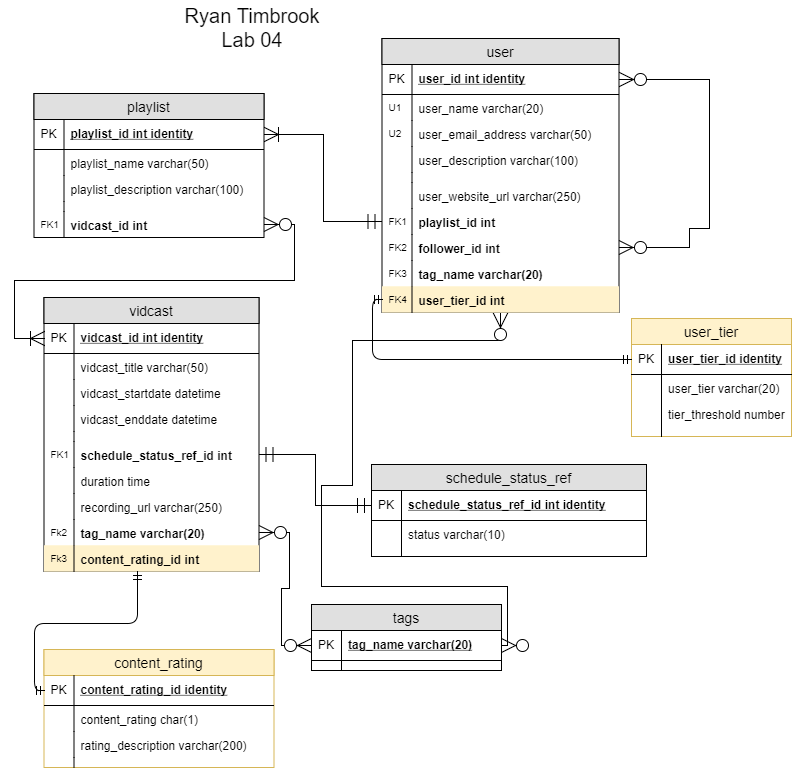 Ryan Timbrook
Lab 04
user
PK user_id int identity
U1 user_name varchar(20)
U2 user_email_address varchar(50)
user_description varchar(100)
user_website_url varchar(250)
FK1 playlist_id int
FK2 follower_id int
FK3 tag_name varchar(20)
FK4 user_tier_id int
playlist
PK playlist_id int identity
playlist_name varchar(50)
playlist_description varchar(100)
FK1 vidcast_id int
vidcast
PK vidcast_id int identity
vidcast_title varchar(50)
vidcast_startdate datetime
vidcast_enddate datetime
FK1 schedule_status_ref_id int
duration time
recording_url varchar(250)
Fk2 tag_name varchar(20)
Fk3 content_rating_id int
user_tier
PK user_tier_id identity
user_tier varchar(20)
tier_threshold number
schedule_status_ref
PK schedule_status_ref_id int identity
status varchar(10)
tags
PK tag_name varchar(20)
content_rating
PK content_rating_id identity
content_rating char(1)
rating_description varchar(200)